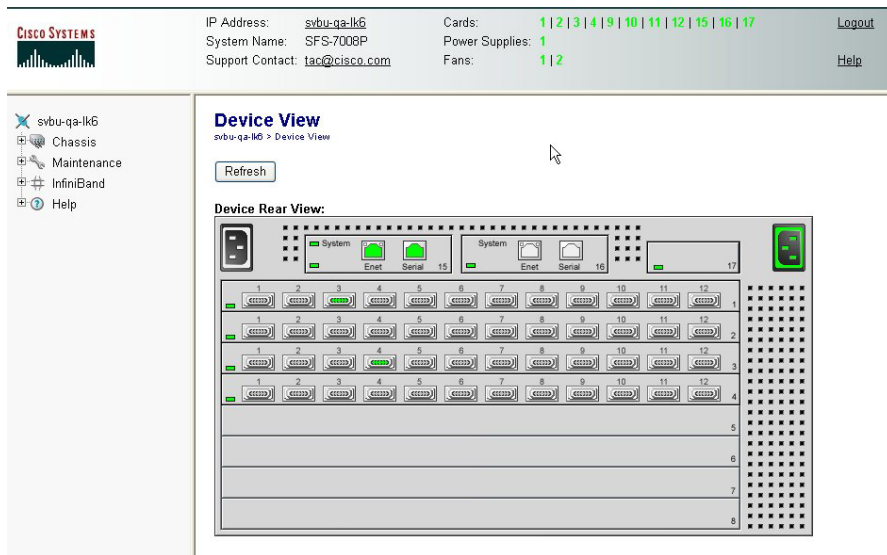 CISCO SYSTEMS
IP Address: svbu-qa-lk6
System Name: SFS-7008P
Support Contact: tac@cisco.com
Cards: 1 | 2 | 3 | 4 | 9 | 10 | 11 | 12 | 15 | 16 | 17
Power Supplies: 1
Fans: 1 | 2
Logout
Help
svbu-qa-lk6
Chassis
Maintenance
InfiniBand
Help
Device View
svbu-qa-lk6 > Device View
Refresh
Device Rear View:
System Enet Serial 15
System Enet Serial 16
17
1 2 3 4 5 6 7 8 9 10 11 12 1
1 2 3 4 5 6 7 8 9 10 11 12 2
1 2 3 4 5 6 7 8 9 10 11 12 3
1 2 3 4 5 6 7 8 9 10 11 12 4
5
6
7
8